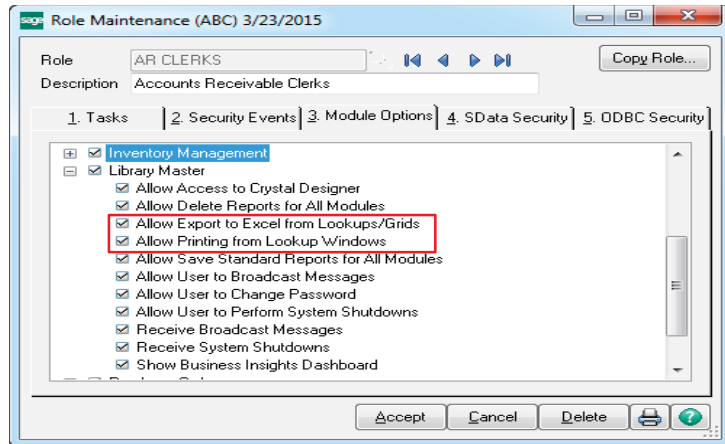 sage Role Maintenance (ABC) 3/23/2015
Role AR CLERKS Copy Role...
Description Accounts Receivable Clerks
1. Tasks 2. Security Events 3. Module Options 4. SData Security 5. ODBC Security
Inventory Management
Library Master
Allow Access to Crystal Designer
Allow Delete Reports for All Modules
Allow Export to Excel from Lookups/Grids
Allow Printing from Lookup Windows
Allow Save Standard Reports for All Modules
Allow User to Broadcast Messages
Allow User to Change Password
Allow User to Perform System Shutdowns
Receive Broadcast Messages
Receive System Shutdowns
Show Business Insights Dashboard
Accept Cancel Delete